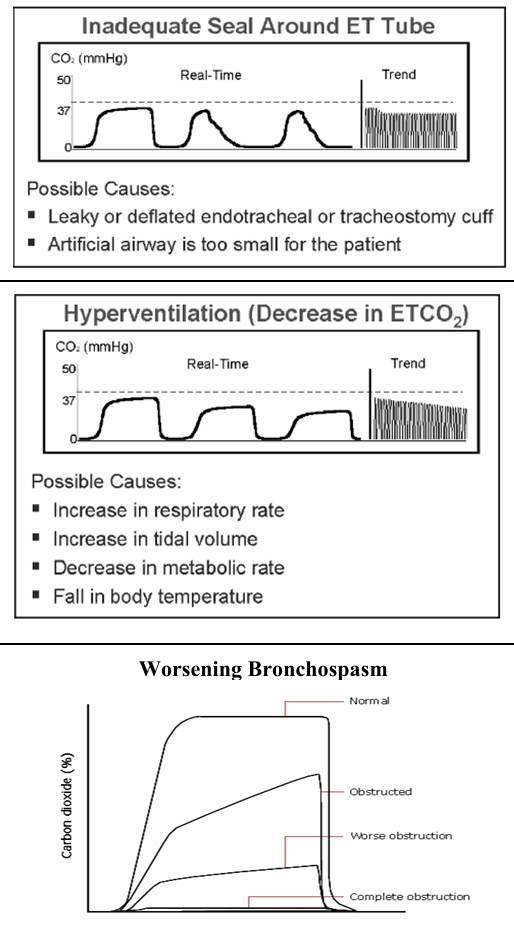 Inadequate Seal Around ET Tube
CO₂ (mmHg)
Real-Time
Trend
50
37
0
Possible Causes:
▪ Leaky or deflated endotracheal or tracheostomy cuff
▪ Artificial airway is too small for the patient
Hyperventilation (Decrease in ETCO₂)
CO₂ (mmHg)
Real-Time
Trend
50
37
0
Possible Causes:
▪ Increase in respiratory rate
▪ Increase in tidal volume
▪ Decrease in metabolic rate
▪ Fall in body temperature
Worsening Bronchospasm
Normal
Carbon dioxide (%)
Obstructed
Worse obstruction
Complete obstruction